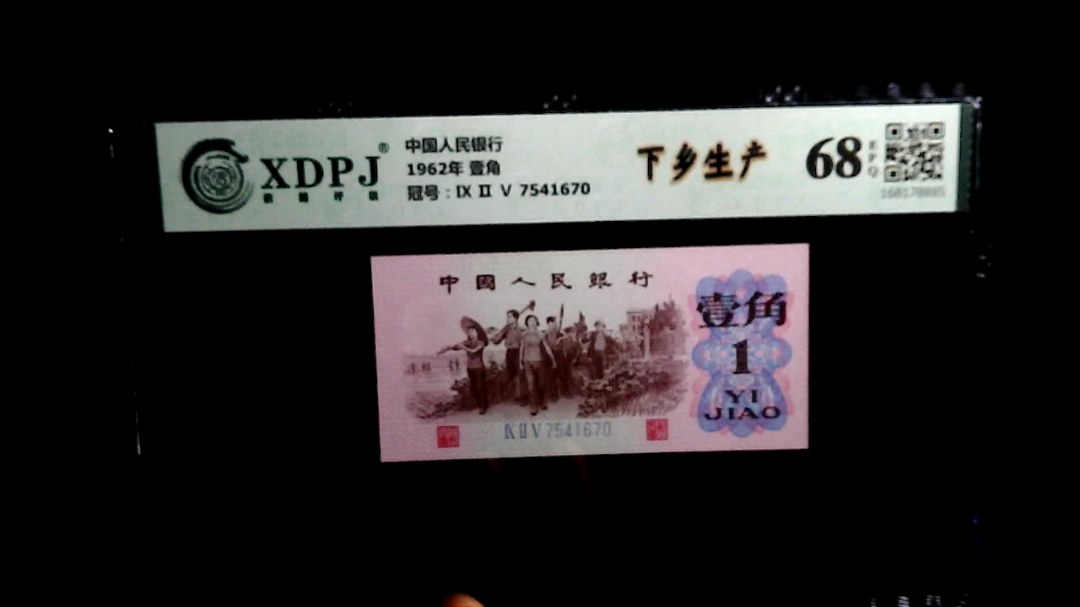 XDPJ®
中国人民银行
1962年 壹角
冠号：IX II V 7541670
下乡生产
68
EPQ
中國人民銀行
壹角
1
YI
JIAO
IX II V 7541670